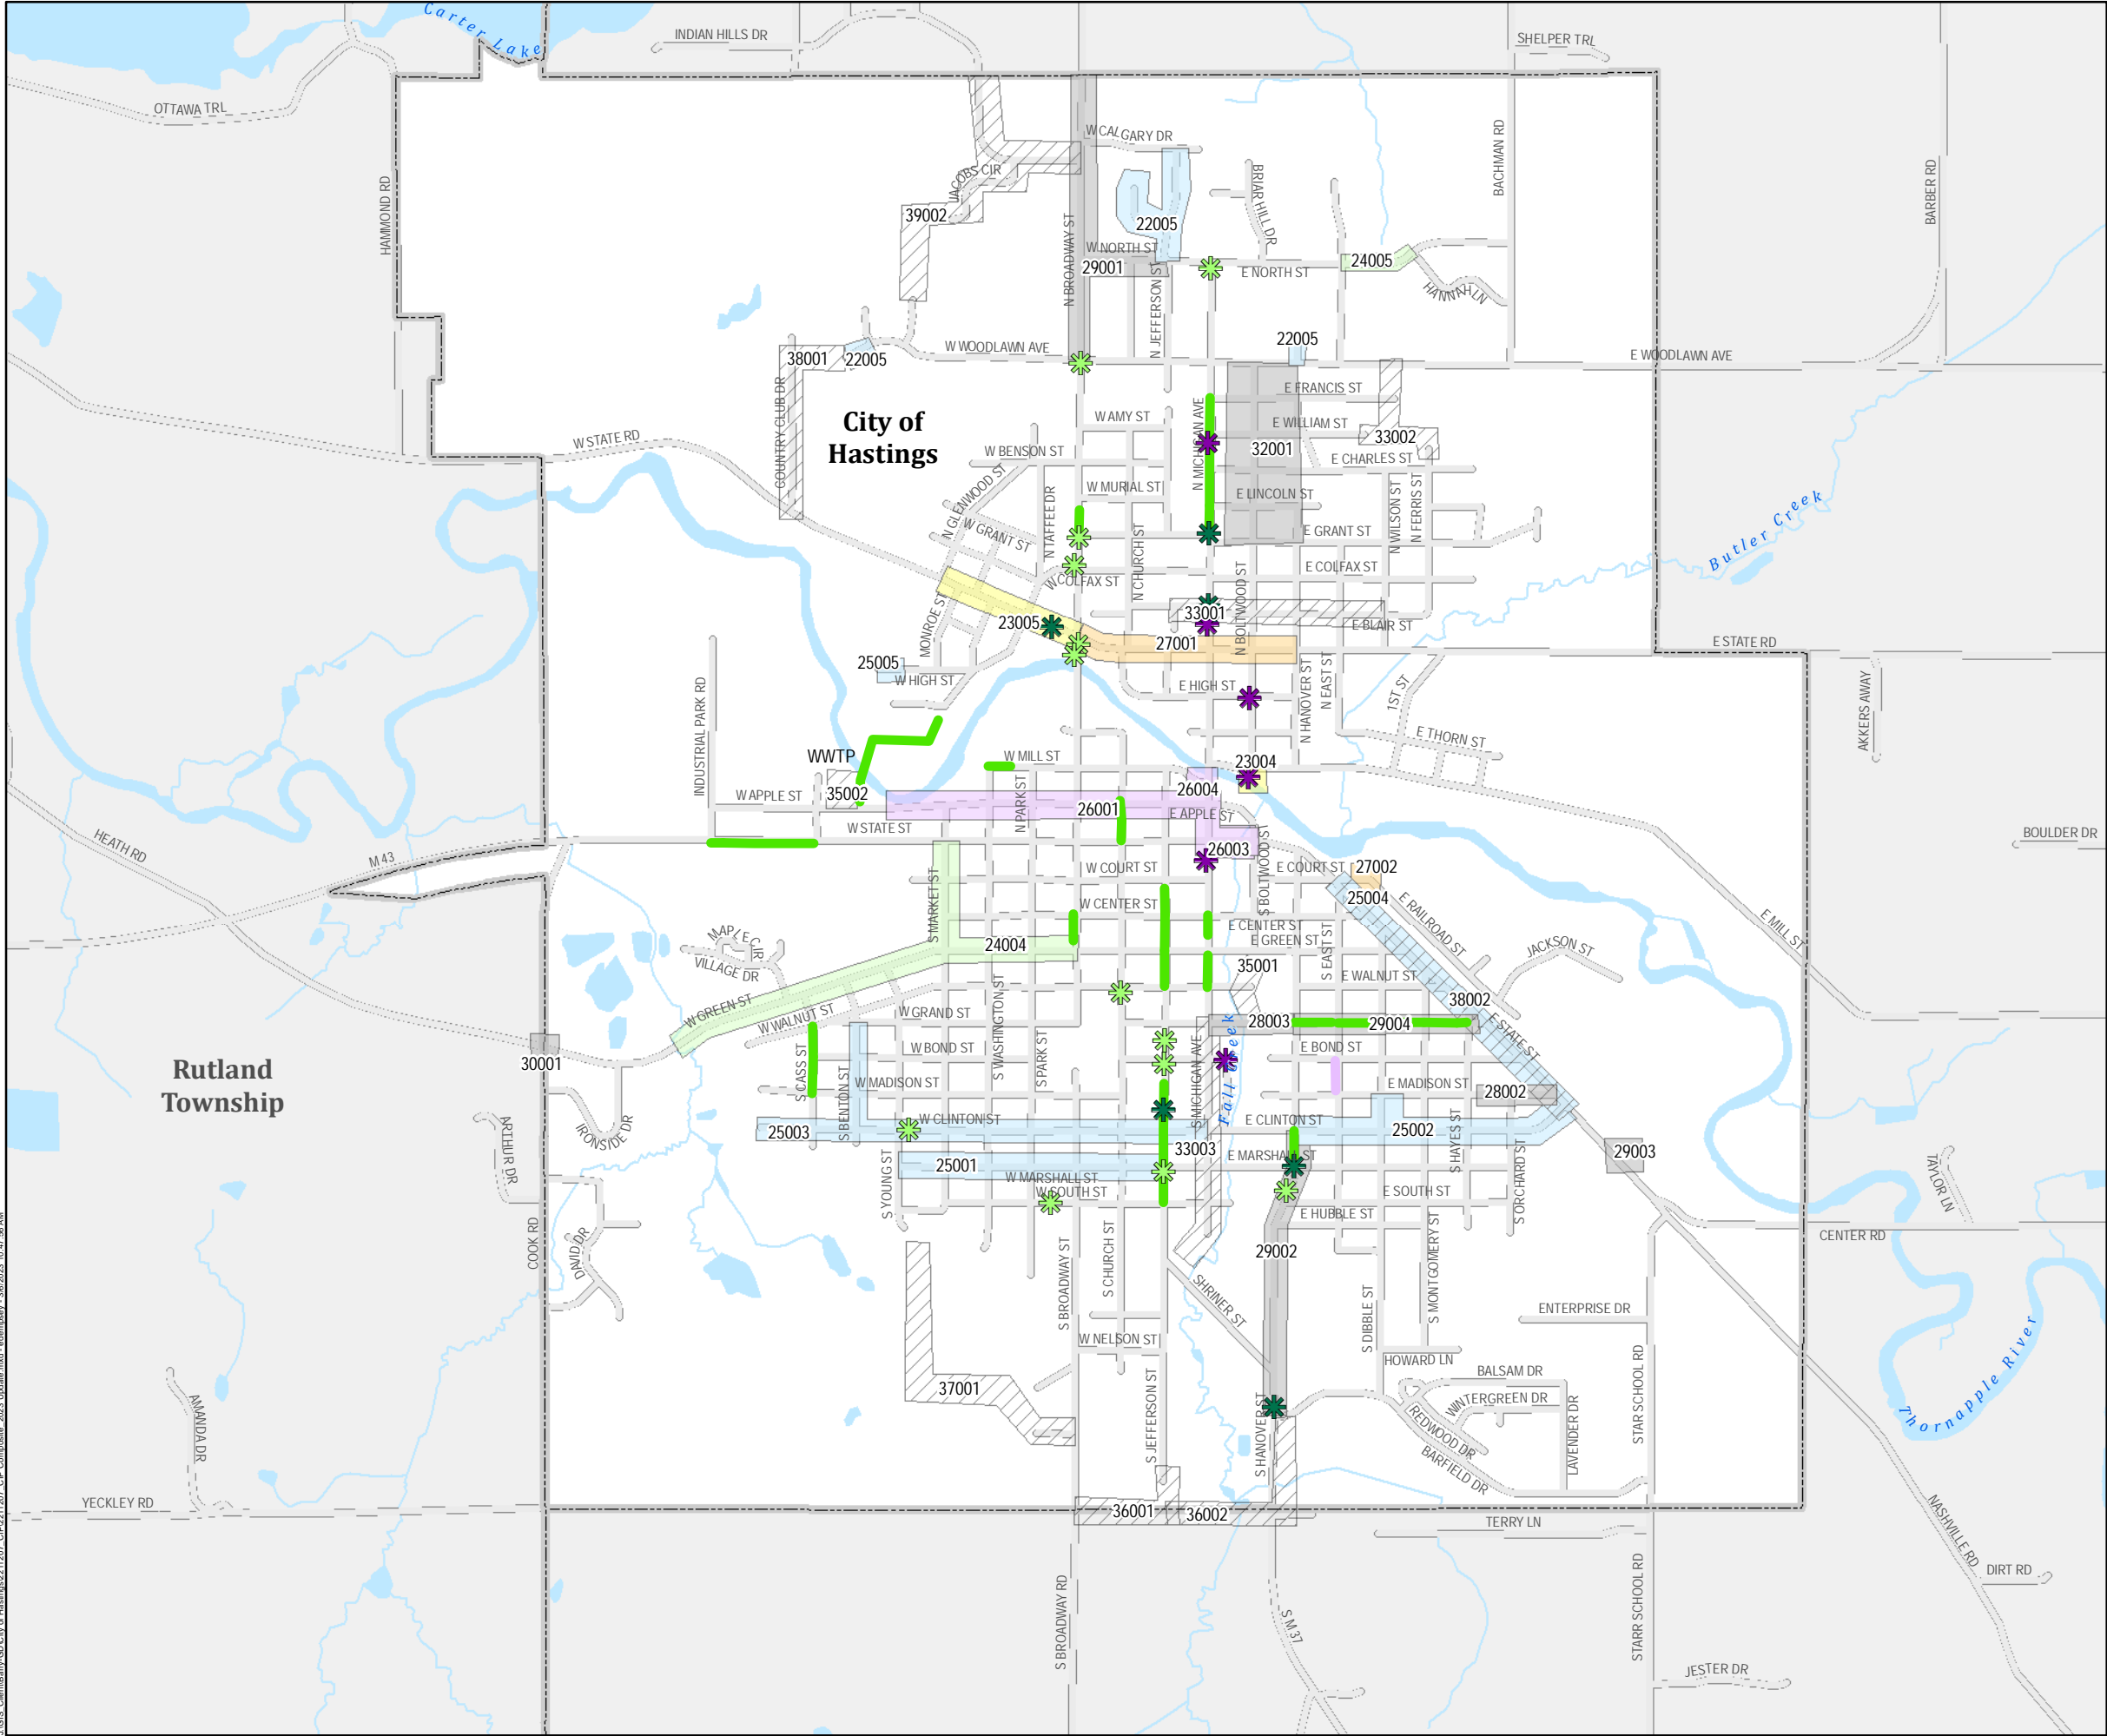 Carter Lake
INDIAN HILLS DR
SHELPER TRL
OTTAWA TRL
W CALGARY DR
BACHMAN RD
BARBER RD
HAMMOND RD
JACOBS CIR
BRIAR HILL DR
39002
N BROADWAY ST
22005
W NORTH ST
29001
E NORTH ST
24005
HANNAH LN
N JEFFERSON ST
22005
W WOODLAWN AVE
E WOODLAWN AVE
38001
22005
COUNTRY CLUB DR
E FRANCIS ST
City of
Hastings
W AMY ST
N MICHIGAN AVE
E WILLIAM ST
33002
W STATE RD
W BENSON ST
32001
E CHARLES ST
N GLENWOOD ST
W MURIAL ST
E LINCOLN ST
N TAFFEE DR
N WILSON ST
N FERRIS ST
Butler Creek
W GRANT ST
N CHURCH ST
E GRANT ST
W COLFAX ST
E COLFAX ST
N BOLTWOOD ST
MONROE ST
23005
33001
E BLAIR ST
27001
E STATE RD
25005
W HIGH ST
E HIGH ST
N HANOVER ST
N EAST ST
1ST ST
INDUSTRIAL PARK RD
AKKERS AWAY
E THORN ST
WWTP
W MILL ST
23004
35002
W APPLE ST
N PARK ST
26004
26001
E APPLE ST
W STATE ST
HEATH RD
M 43
BOULDER DR
26003
W COURT ST
E COURT ST
27002
S BOLTWOOD ST
25004
S MARKET ST
W CENTER ST
E CENTER ST
E RAILROAD ST
E MILL ST
MAPLE CIR
24004
E GREEN ST
S EAST ST
JACKSON ST
VILLAGE DR
35001
E WALNUT ST
W GREEN ST
38002
W WALNUT ST
W GRAND ST
S WASHINGTON ST
28003
29004
E STATE ST
30001
Rutland
Township
S CASS ST
W BOND ST
S PARK ST
S MICHIGAN AVE
Fall Creek
E BOND ST
S BENTON ST
W MADISON ST
E MADISON ST
28002
ARTHUR DR
IRONSIDE DR
25003
W CLINTON ST
E CLINTON ST
25002
S HAYES ST
S ORCHARD ST
29003
33003
25001
E MARSHALL ST
W MARSHALL ST
W SOUTH ST
E SOUTH ST
S YOUNG ST
TAYLOR LN
E HUBBLE ST
COOK RD
DAVID DR
S BROADWAY ST
S CHURCH ST
29002
S MONTGOMERY ST
CENTER RD
SHRINER ST
S DIBBLE ST
ENTERPRISE DR
W NELSON ST
HOWARD LN
STAR SCHOOL RD
Thornapple River
37001
BALSAM DR
WINTERGREEN DR
AMANDA DR
S JEFFERSON ST
S HANOVER ST
REDWOOD DR
LAVENDER DR
BARFIELD DR
YECKLEY RD
36001
36002
TERRY LN
NASHVILLE RD
DIRT RD
S BROADWAY RD
S M 37
STARR SCHOOL RD
JESTER DR